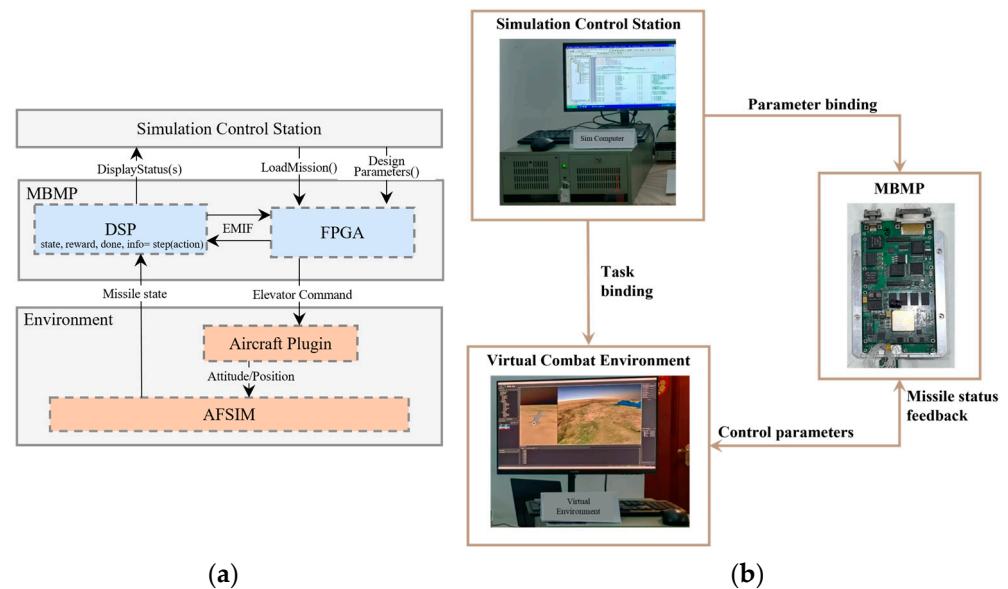 Simulation Control Station
DisplayStatus(s)
LoadMission()
Design
Parameters()
MBMP
DSP
state, reward, done, info= step(action)
EMIF
FPGA
Missile state
Elevator Command
Environment
Aircraft Plugin
Attitude/Position
AFSIM
(a)
Simulation Control Station
Sim Computer
Parameter binding
MBMP
Task
binding
Virtual Combat Environment
Virtual
Environment
Control parameters
Missile status
feedback
(b)